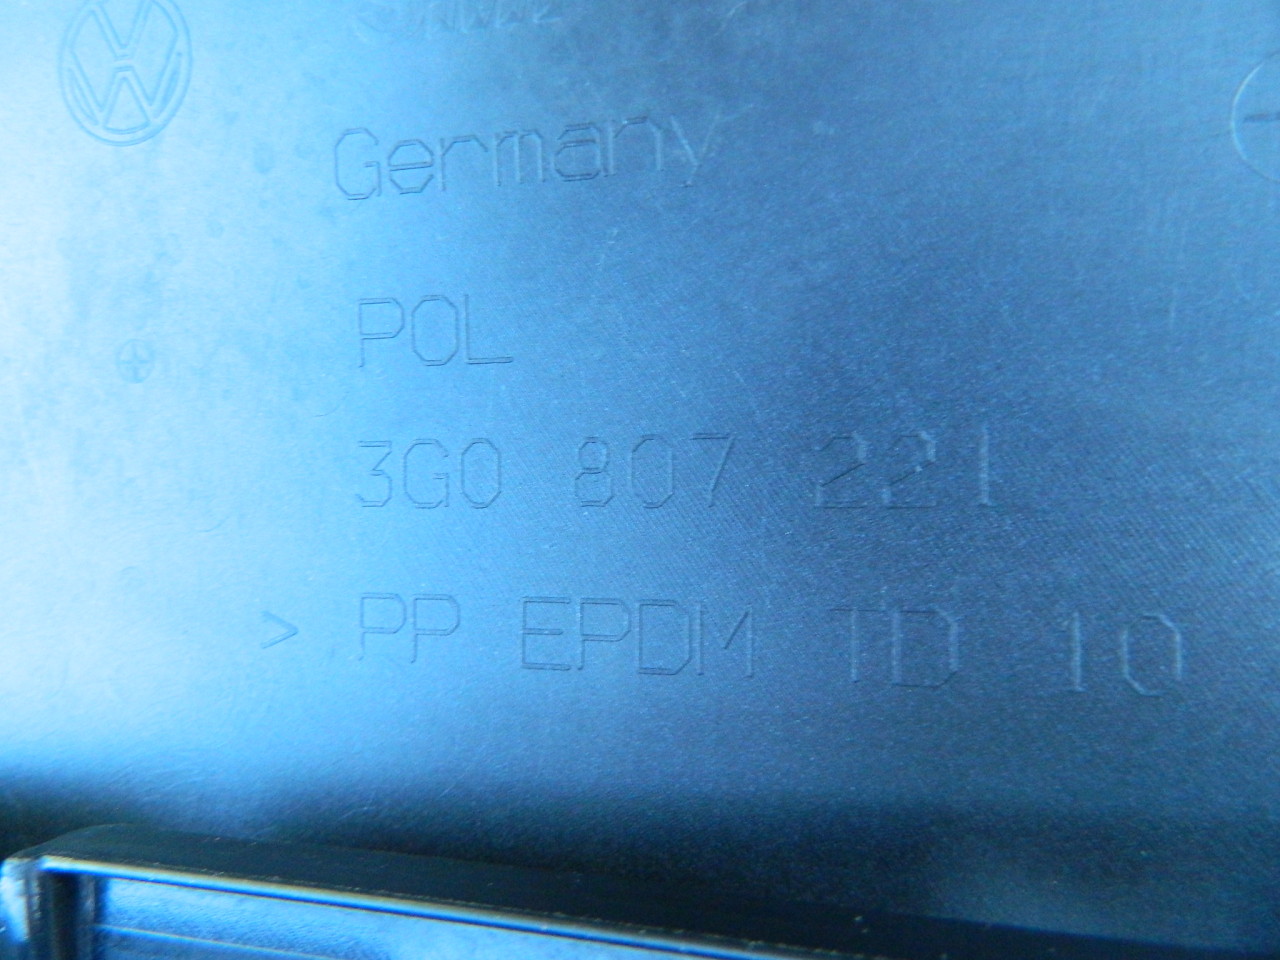 Germany
POL
3G0 807 221
> PP EPDM TD 10